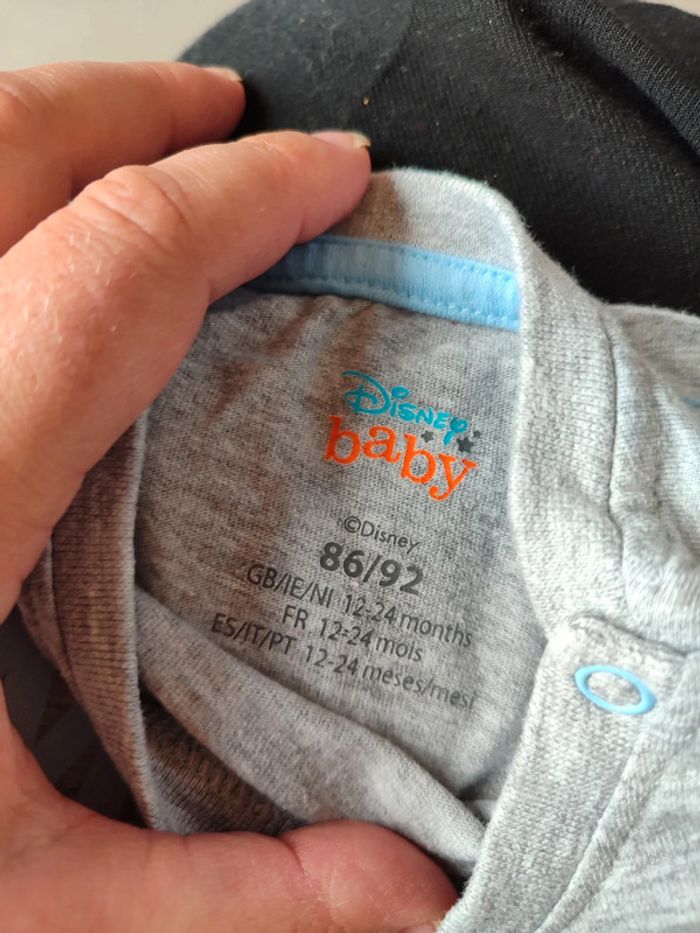 Disney
baby
©Disney
86/92
GB/IE/NI 12-24 months
FR 12-24 mois
ES/IT/PT 12-24 meses/mesi